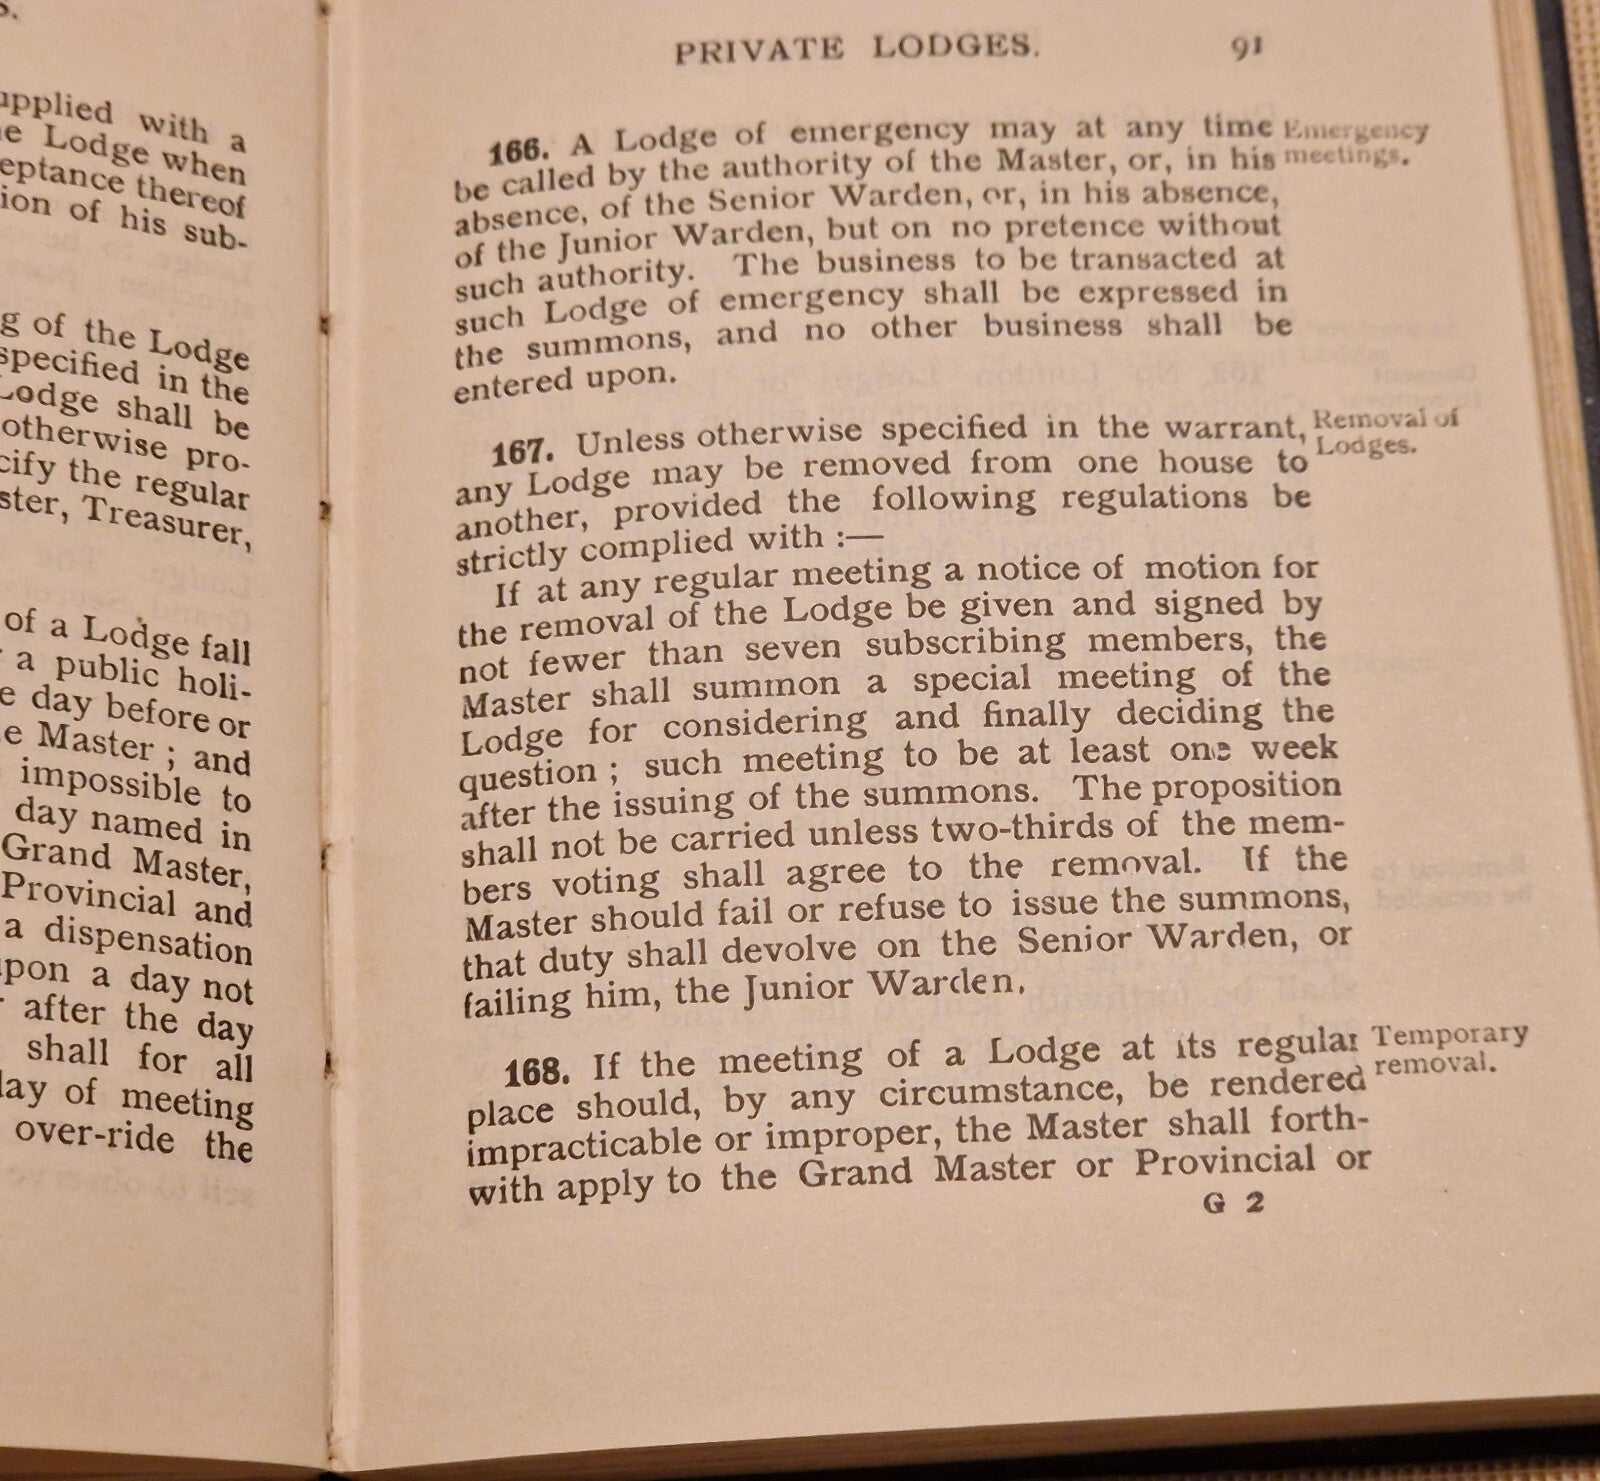 S.
upplied with a
e Lodge when
eptance thereof
ion of his sub-
g of the Lodge
specified in the
Lodge shall be
otherwise pro-
cify the regular
ster, Treasurer,
of a Lodge fall
a public holi-
e day before or
e Master ; and
impossible to
day named in
Grand Master,
Provincial and
a dispensation
upon a day not
after the day
shall for all
day of meeting
over-ride the
PRIVATE LODGES. 91
166. A Lodge of emergency may at any time Emergency
be called by the authority of the Master, or, in his meetings.
absence, of the Senior Warden, or, in his absence,
of the Junior Warden, but on no pretence without
such authority. The business to be transacted at
such Lodge of emergency shall be expressed in
the summons, and no other business shall be
entered upon.
167. Unless otherwise specified in the warrant, Removal of
any Lodge may be removed from one house to Lodges.
another, provided the following regulations be
strictly complied with :—
If at any regular meeting a notice of motion for
the removal of the Lodge be given and signed by
not fewer than seven subscribing members, the
Master shall summon a special meeting of the
Lodge for considering and finally deciding the
question ; such meeting to be at least one week
after the issuing of the summons. The proposition
shall not be carried unless two-thirds of the mem-
bers voting shall agree to the removal. If the
Master should fail or refuse to issue the summons,
that duty shall devolve on the Senior Warden, or
failing him, the Junior Warden.
168. If the meeting of a Lodge at its regular Temporary
place should, by any circumstance, be rendered removal.
impracticable or improper, the Master shall forth-
with apply to the Grand Master or Provincial or
G 2